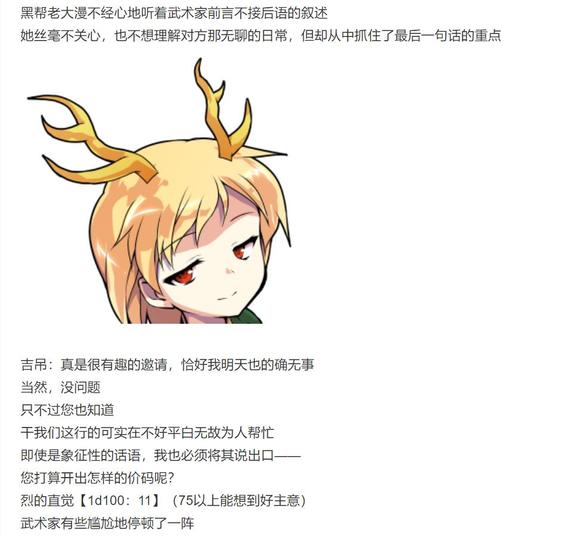 黑帮老大漫不经心地听着武术家前言不接后语的叙述
她丝毫不关心，也不想理解对方那无聊的日常，但却从中抓住了最后一句话的重点
吉吊：真是很有趣的邀请，恰好我明天也的确无事
当然，没问题
只不过您也知道
干我们这行的可实在不好平白无故为人帮忙
即使是象征性的话语，我也必须将其说出口——
您打算开出怎样的价码呢？
烈的直觉【1d100：11】（75以上能想到好主意）
武术家有些尴尬地停顿了一阵